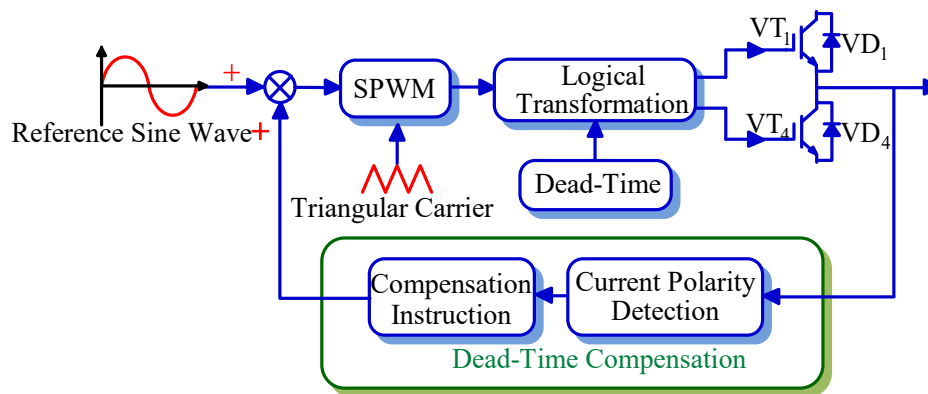 VT1
VD1
+
SPWM
Logical
Transformation
Reference Sine Wave
+
VT4
VD4
Dead-Time
Triangular Carrier
Compensation
Instruction
Current Polarity
Detection
Dead-Time Compensation